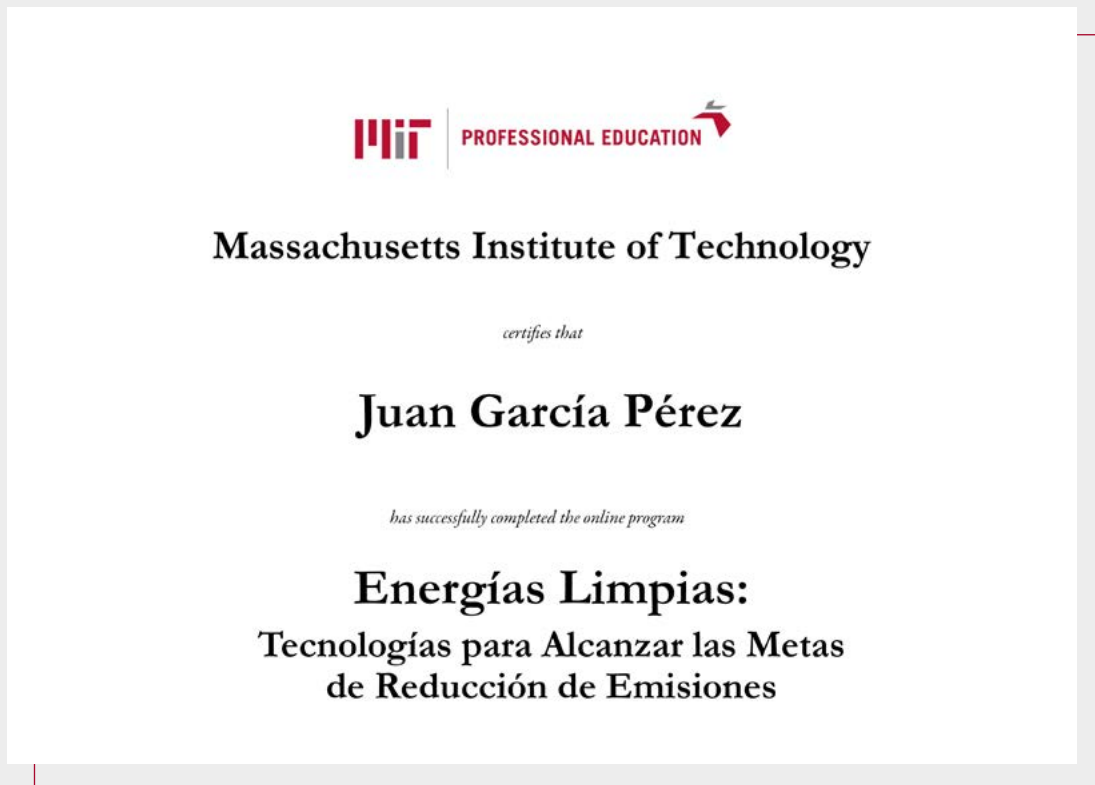 MIT PROFESSIONAL EDUCATION
Massachusetts Institute of Technology
certifies that
Juan García Pérez
has successfully completed the online program
Energías Limpias:
Tecnologías para Alcanzar las Metas
de Reducción de Emisiones